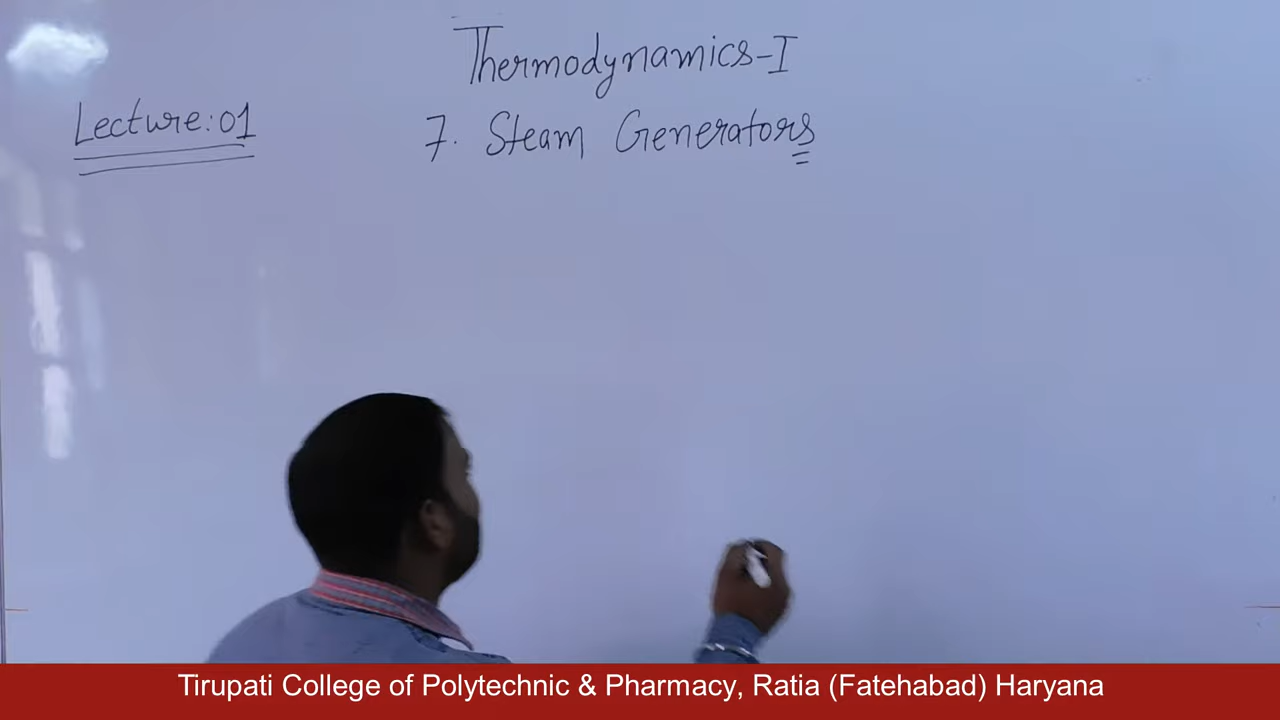 Thermodynamics-I
Lecture:01
7. Steam Generators
Tirupati College of Polytechnic & Pharmacy, Ratia (Fatehabad) Haryana